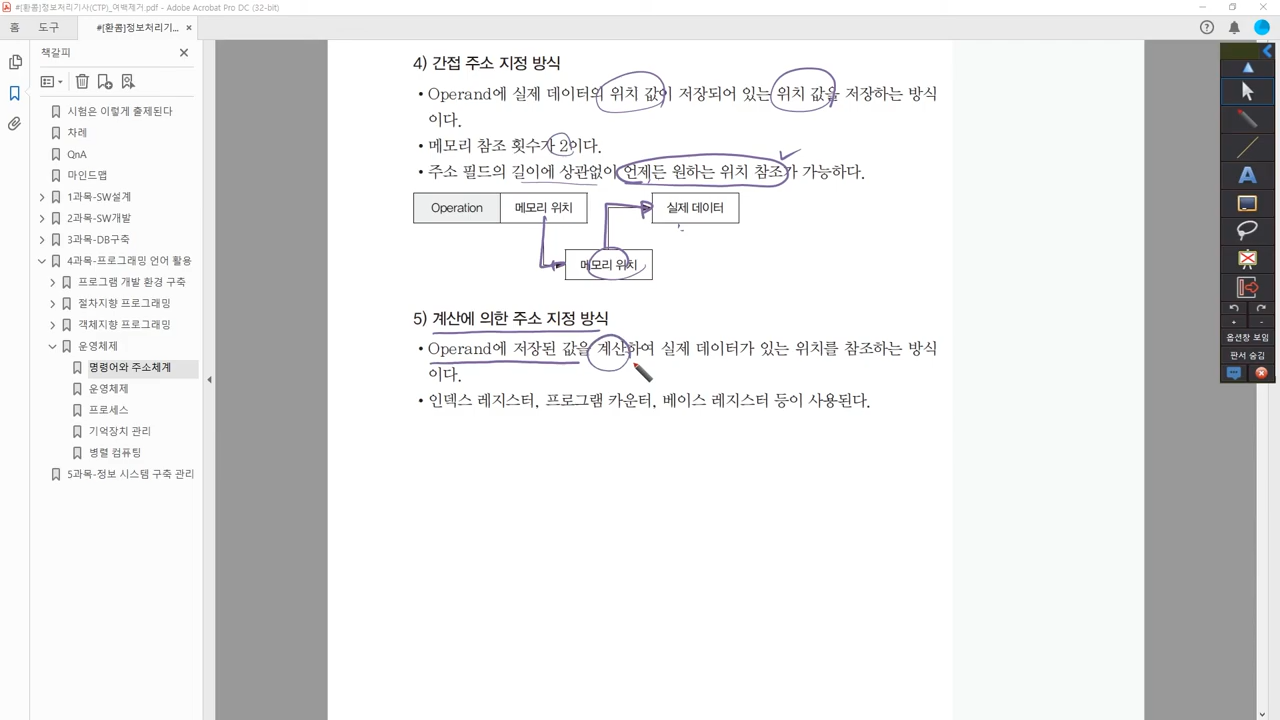 #[환콤]정보처리기사(CTP)_여백제거.pdf - Adobe Acrobat Pro DC (32-bit)
홈 도구 #[환콤]정보처리기... ×
책갈피
시험은 이렇게 출제된다
차례
QnA
마인드맵
1과목-SW설계
2과목-SW개발
3과목-DB구축
4과목-프로그래밍 언어 활용
프로그램 개발 환경 구축
절차지향 프로그래밍
객체지향 프로그래밍
운영체제
명령어와 주소체계
운영체제
프로세스
기억장치 관리
병렬 컴퓨팅
5과목-정보 시스템 구축 관리
4) 간접 주소 지정 방식
• Operand에 실제 데이터의 위치 값이 저장되어 있는 위치 값을 저장하는 방식
이다.
• 메모리 참조 횟수가 2이다.
• 주소 필드의 길이에 상관없이 언제든 원하는 위치 참조가 가능하다.
Operation 메모리 위치 실제 데이터
메모리 위치
5) 계산에 의한 주소 지정 방식
• Operand에 저장된 값을 계산하여 실제 데이터가 있는 위치를 참조하는 방식
이다.
• 인덱스 레지스터, 프로그램 카운터, 베이스 레지스터 등이 사용된다.
A
옵션창 보임
판서 숨김